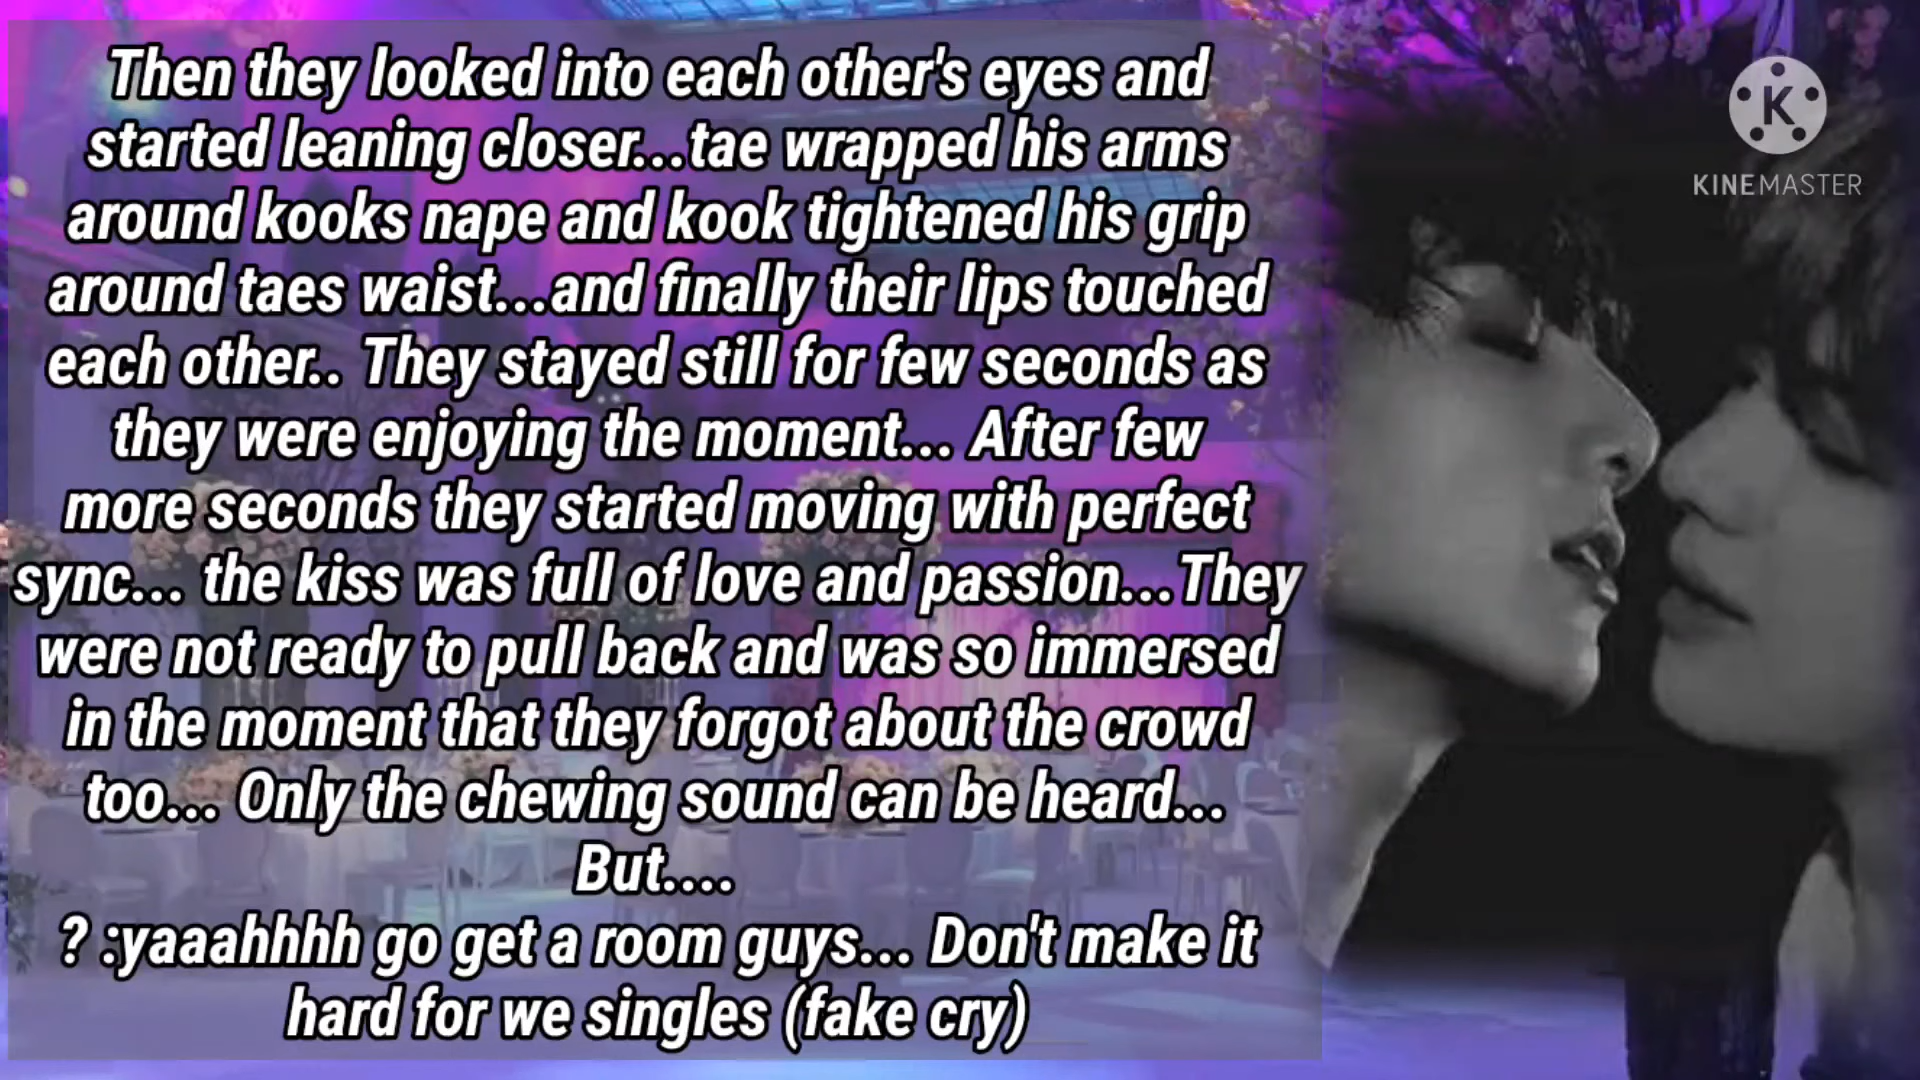 Then they looked into each other's eyes and
started leaning closer...tae wrapped his arms
around kooks nape and kook tightened his grip
around taes waist...and finally their lips touched
each other.. They stayed still for few seconds as
they were enjoying the moment... After few
more seconds they started moving with perfect
sync... the kiss was full of love and passion...They
were not ready to pull back and was so immersed
in the moment that they forgot about the crowd
too... Only the chewing sound can be heard...
But....
? :yaaahhhh go get a room guys... Don't make it
hard for we singles (fake cry)
K
KINEMASTER